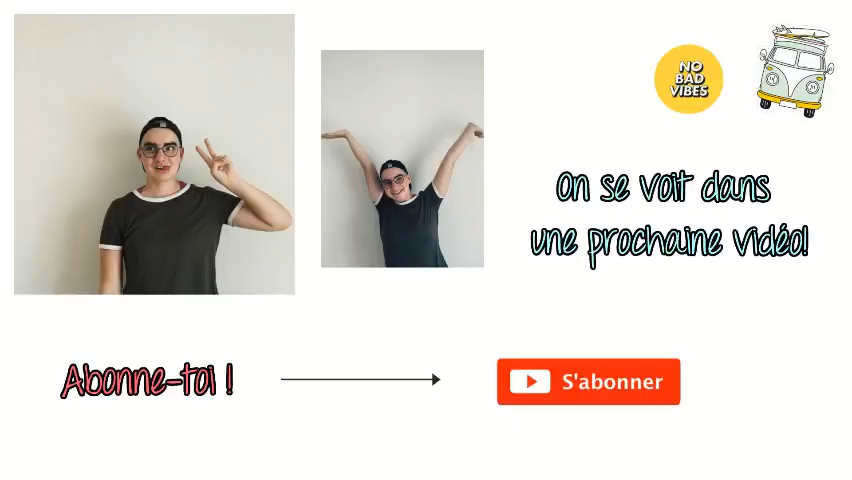 NO
BAD
VIBES
On se voit dans
une prochaine vidéo!
Abonne-toi !
S'abonner